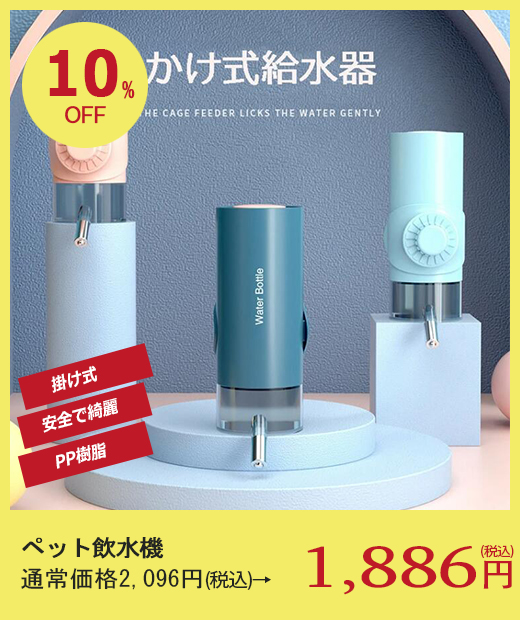 10%
OFF
かけ式給水器
HE CAGE FEEDER LICKS THE WATER GENTLY
Water Bottle
掛け式
安全で綺麗
PP樹脂
ペット飲水機
通常価格2,096円(税込)→
1,886円(税込)